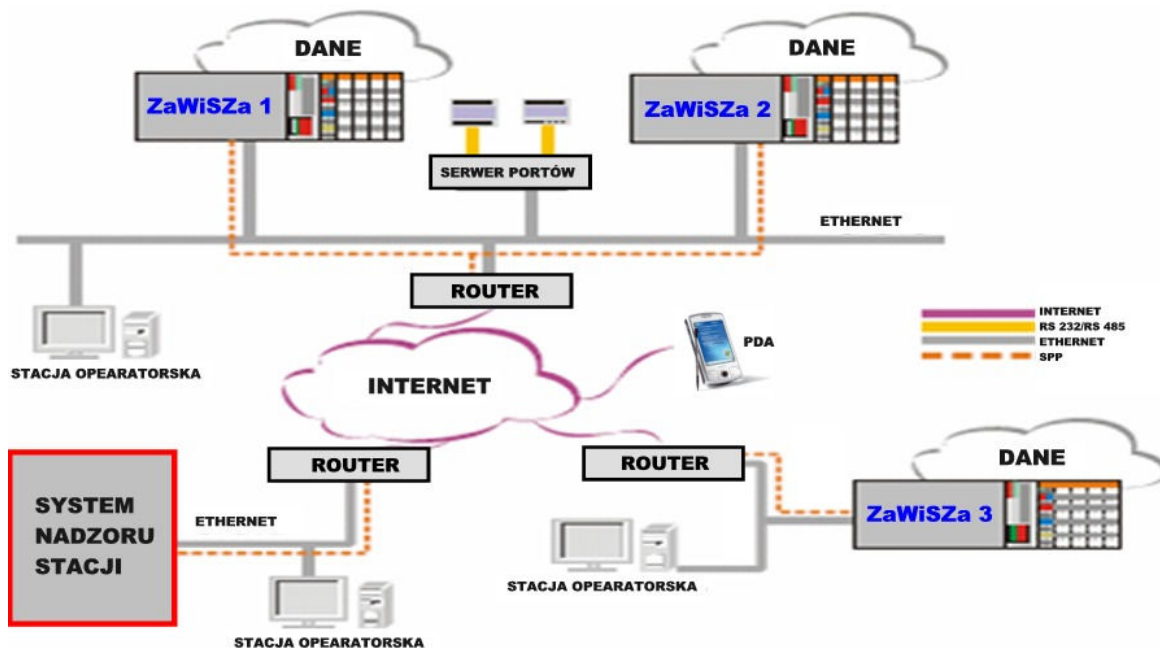 DANE
DANE
ZaWiSZa 1
ZaWiSZa 2
SERWER PORTÓW
ETHERNET
ROUTER
STACJA OPEARATORSKA
PDA
INTERNET
RS 232/RS 485
ETHERNET
SPP
INTERNET
ROUTER
ROUTER
DANE
SYSTEM
NADZORU
STACJI
ETHERNET
ZaWiSZa 3
STACJA OPEARATORSKA
STACJA OPEARATORSKA